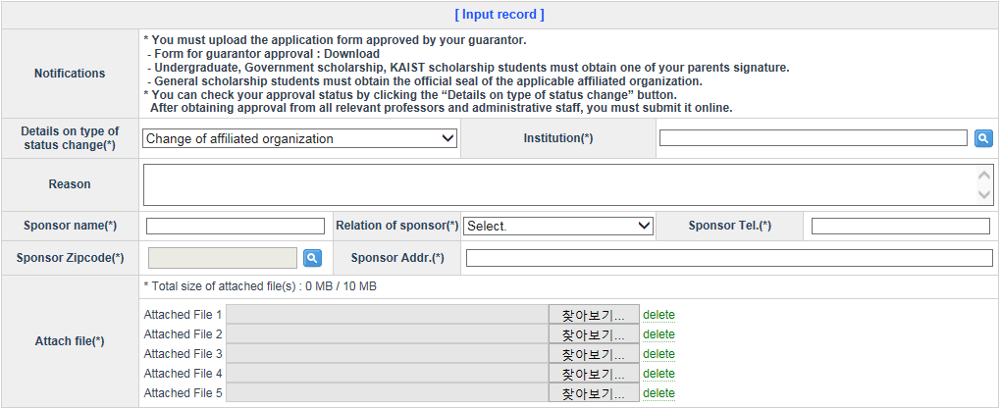 [ Input record ]
Notifications
* You must upload the application form approved by your guarantor.
- Form for guarantor approval : Download
- Undergraduate, Government scholarship, KAIST scholarship students must obtain one of your parents signature.
- General scholarship students must obtain the official seal of the applicable affiliated organization.
* You can check your approval status by clicking the “Details on type of status change” button.
After obtaining approval from all relevant professors and administrative staff, you must submit it online.
Details on type of
status change(*)
Change of affiliated organization
Institution(*)
Reason
Sponsor name(*)
Relation of sponsor(*)
Select.
Sponsor Tel.(*)
Sponsor Zipcode(*)
Sponsor Addr.(*)
Attach file(*)
* Total size of attached file(s) : 0 MB / 10 MB
Attached File 1 찾아보기... delete
Attached File 2 찾아보기... delete
Attached File 3 찾아보기... delete
Attached File 4 찾아보기... delete
Attached File 5 찾아보기... delete